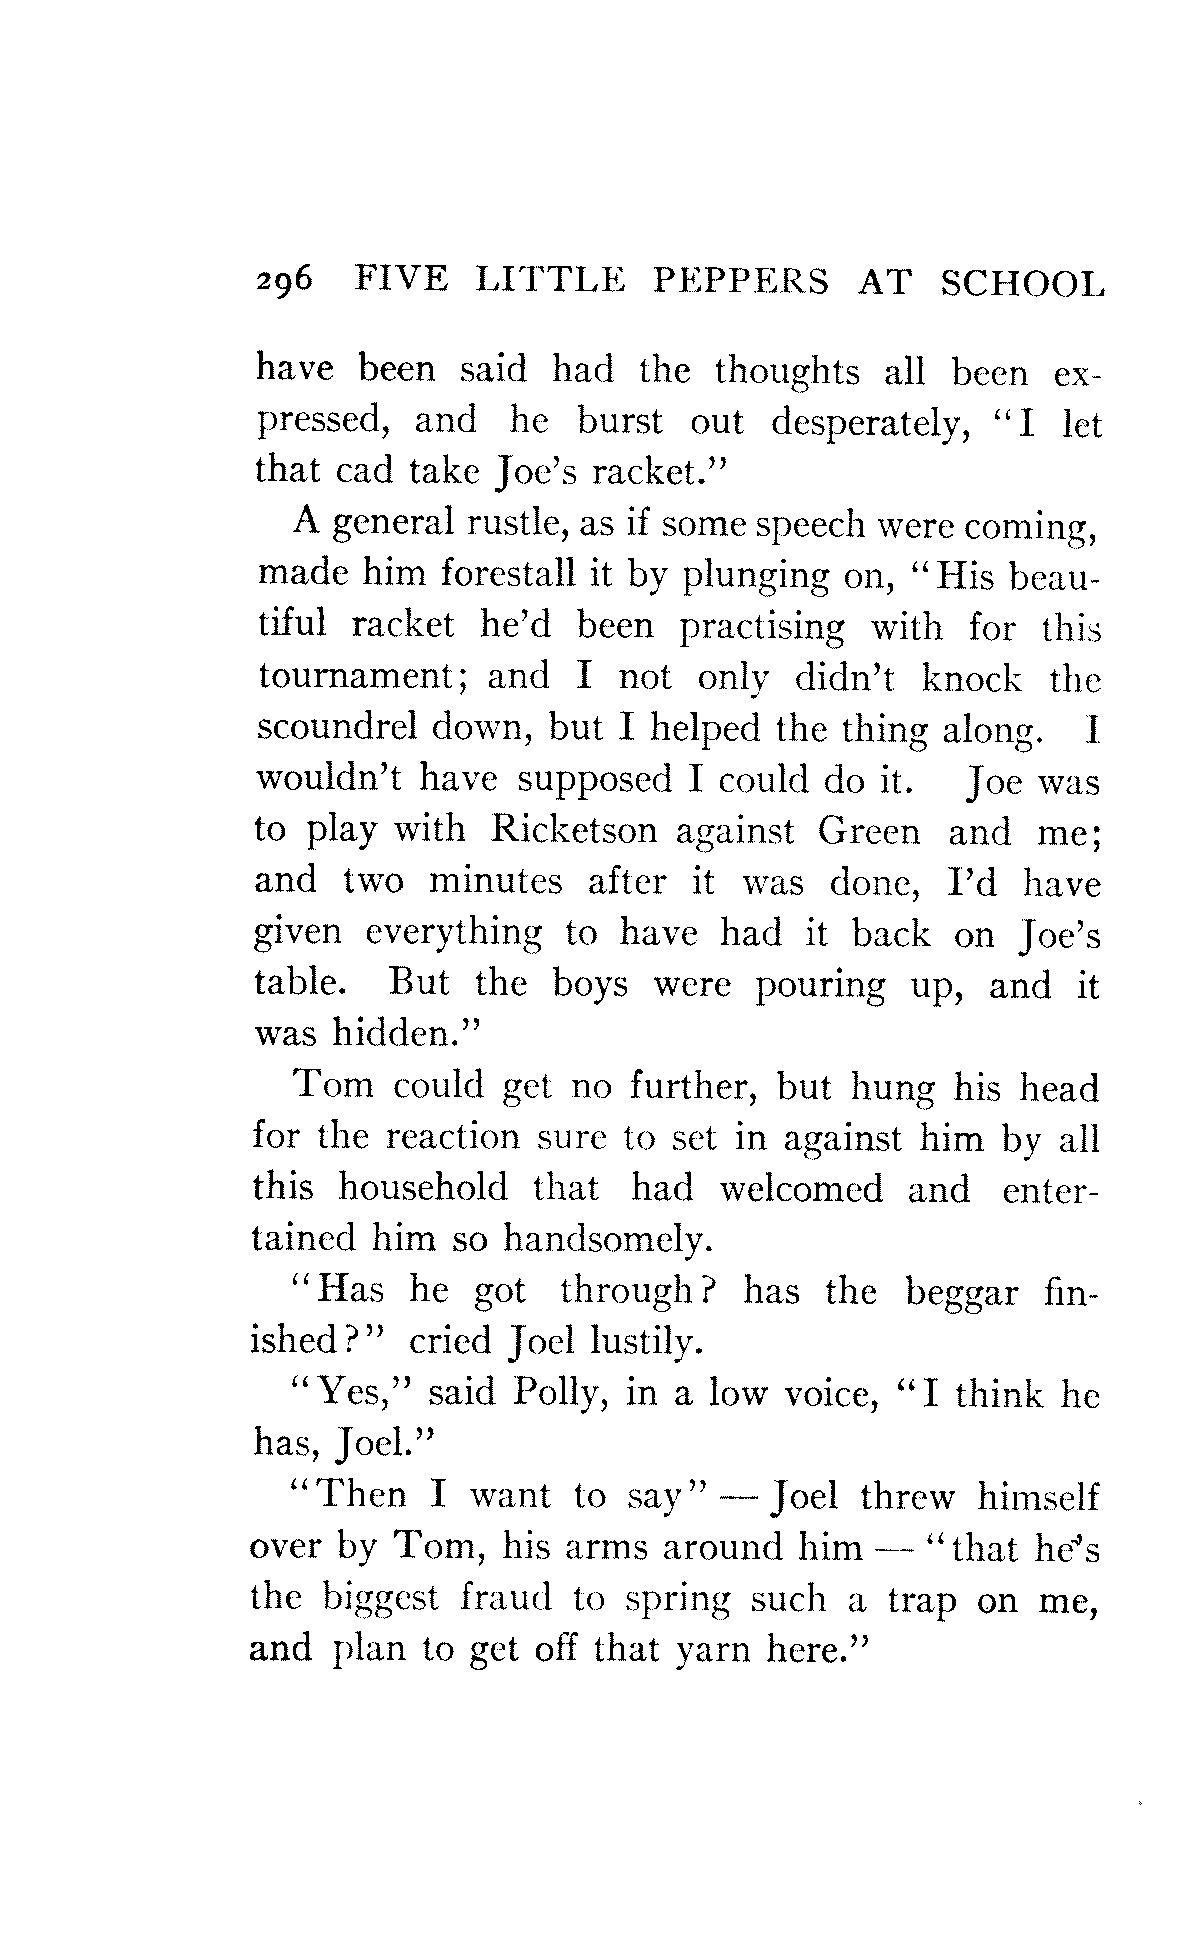 296 FIVE LITTLE PEPPERS AT SCHOOL
have been said had the thoughts all been ex-
pressed, and he burst out desperately, "I let
that cad take Joe's racket."
A general rustle, as if some speech were coming,
made him forestall it by plunging on, "His beau-
tiful racket he'd been practising with for this
tournament; and I not only didn't knock the
scoundrel down, but I helped the thing along. I
wouldn't have supposed I could do it. Joe was
to play with Ricketson against Green and me;
and two minutes after it was done, I'd have
given everything to have had it back on Joe's
table. But the boys were pouring up, and it
was hidden."
Tom could get no further, but hung his head
for the reaction sure to set in against him by all
this household that had welcomed and enter-
tained him so handsomely.
"Has he got through? has the beggar fin-
ished?" cried Joel lustily.
"Yes," said Polly, in a low voice, "I think he
has, Joel."
"Then I want to say" — Joel threw himself
over by Tom, his arms around him — "that he's
the biggest fraud to spring such a trap on me,
and plan to get off that yarn here."